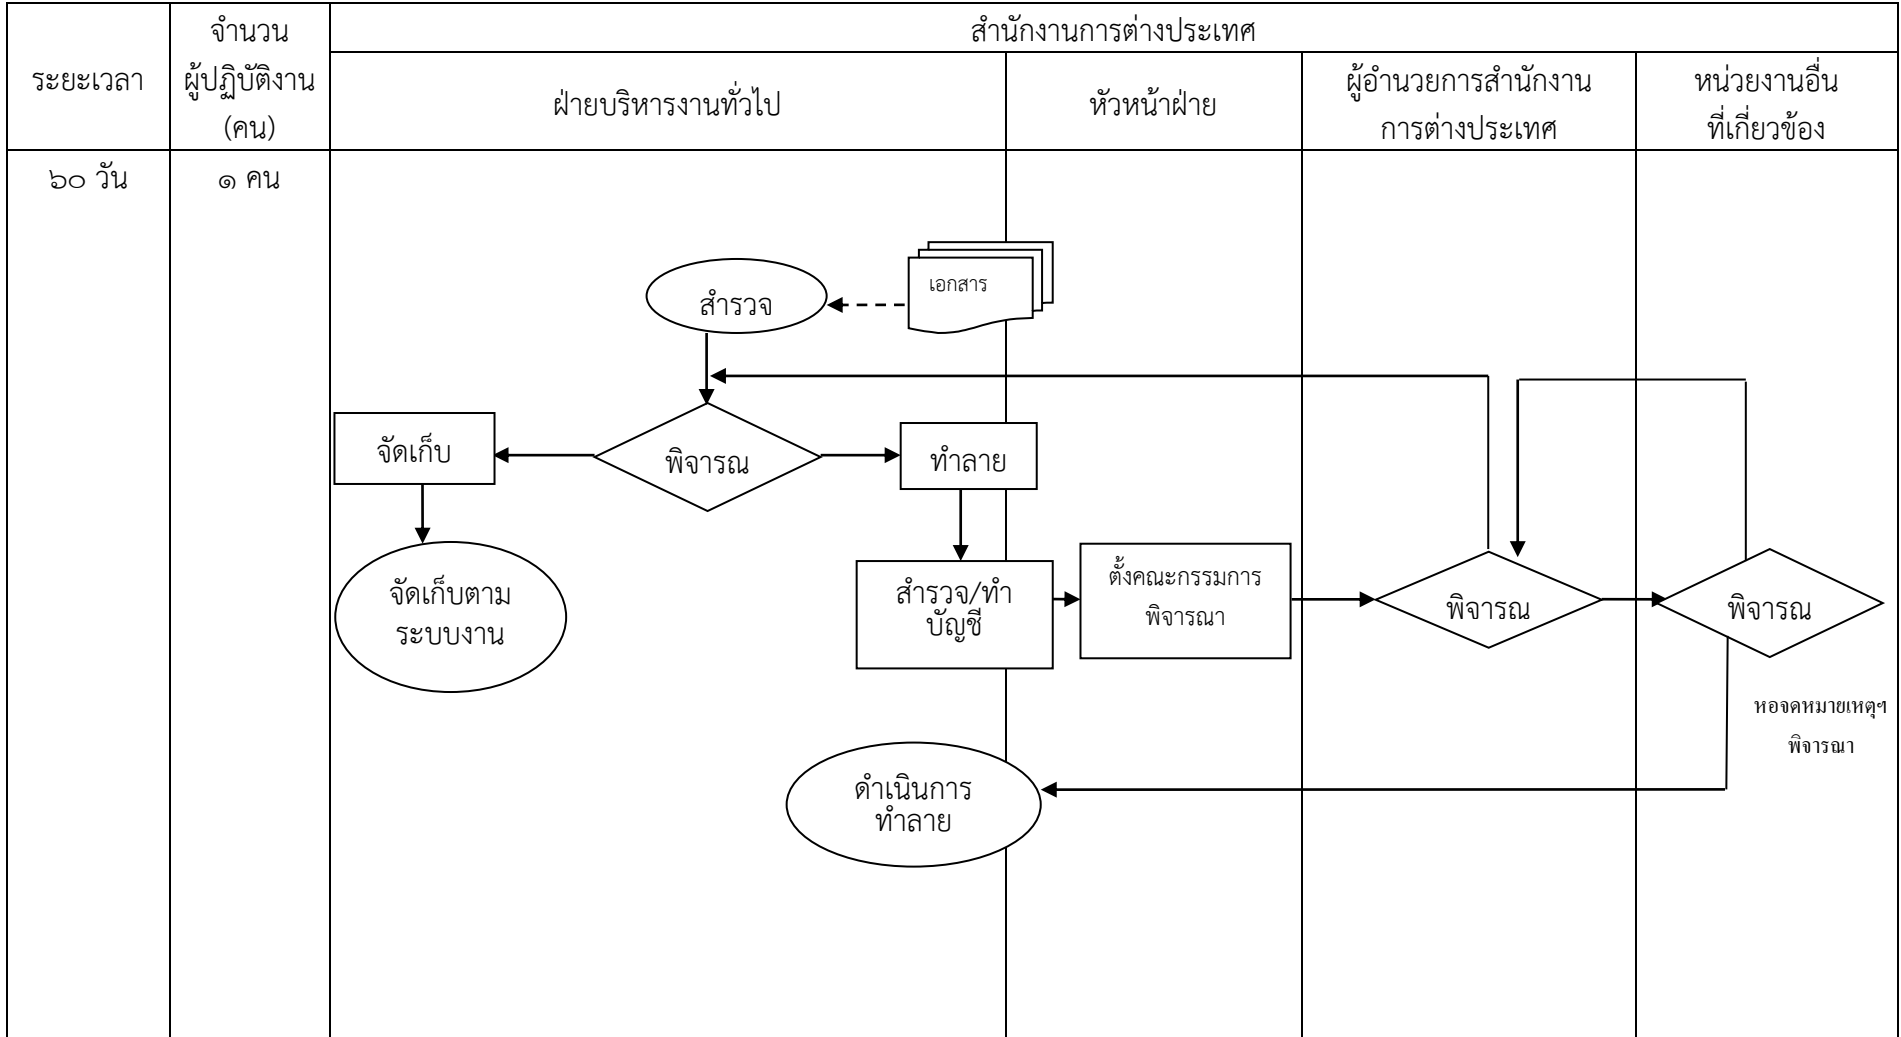 ระยะเวลา
จำนวน
ผู้ปฏิบัติงาน
(คน)
สำนักงานการต่างประเทศ
ฝ่ายบริหารงานทั่วไป
หัวหน้าฝ่าย
ผู้อำนวยการสำนักงาน
การต่างประเทศ
หน่วยงานอื่น
ที่เกี่ยวข้อง
๖๐ วัน
๑ คน
เอกสาร
สำรวจ
จัดเก็บ
พิจารณ
ทำลาย
จัดเก็บตาม
ระบบงาน
สำรวจ/ทำ
บัญชี
ตั้งคณะกรรมการ
พิจารณา
พิจารณ
พิจารณ
หอจดหมายเหตุฯ
พิจารณา
ดำเนินการ
ทำลาย